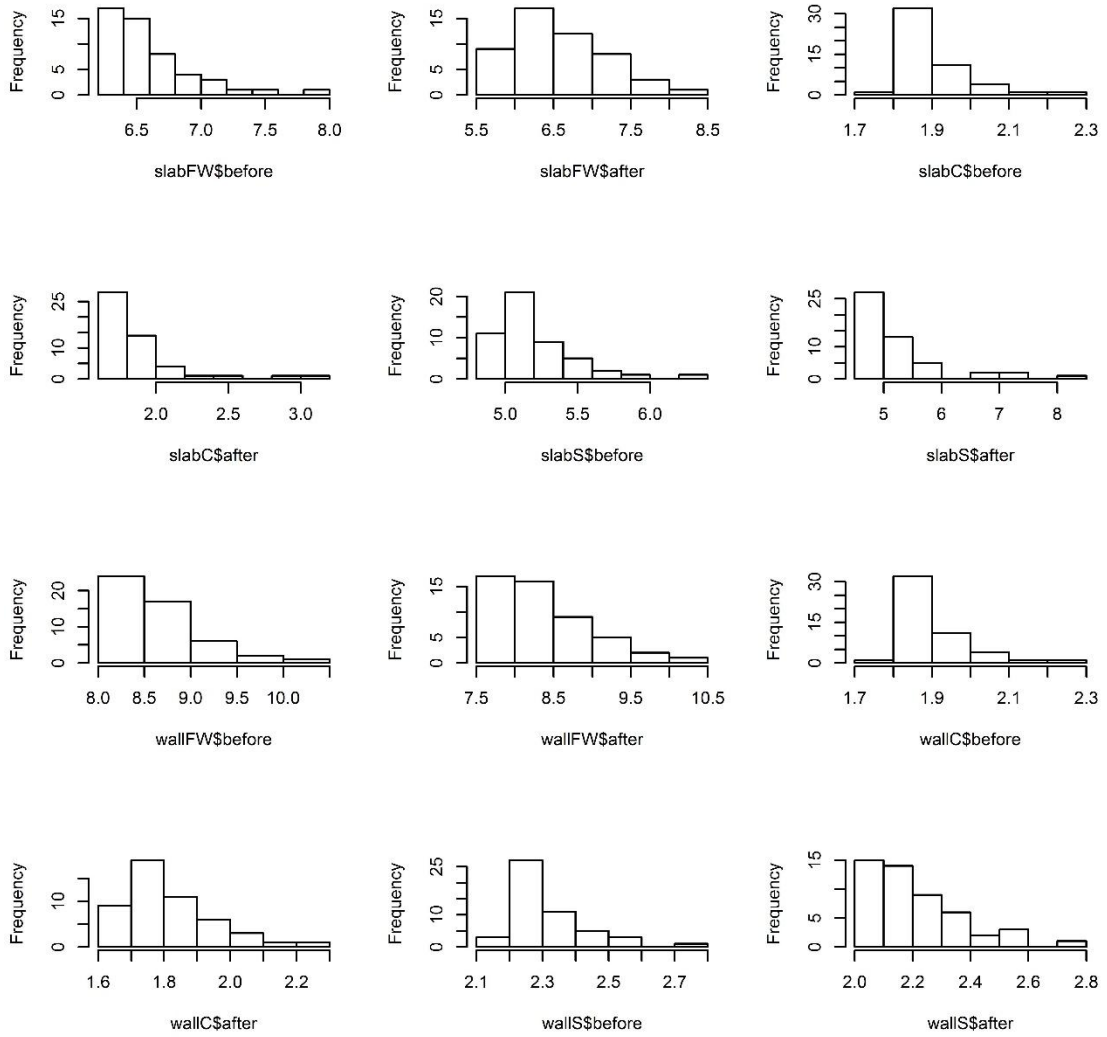 Frequency
0 5 15
6.5 7.0 7.5 8.0
slabFW$before
Frequency
0 5 15
5.5 6.5 7.5 8.5
slabFW$after
Frequency
0 15 30
1.7 1.9 2.1 2.3
slabC$before
Frequency
0 10 25
2.0 2.5 3.0
slabC$after
Frequency
0 10 20
5.0 5.5 6.0
slabS$before
Frequency
0 10 25
5 6 7 8
slabS$after
Frequency
0 10 20
8.0 8.5 9.0 9.5 10.0
wallFW$before
Frequency
0 5 15
7.5 8.5 9.5 10.5
wallFW$after
Frequency
0 15 30
1.7 1.9 2.1 2.3
wallC$before
Frequency
0 10
1.6 1.8 2.0 2.2
wallC$after
Frequency
0 10 25
2.1 2.3 2.5 2.7
wallS$before
Frequency
0 5 10 15
2.0 2.2 2.4 2.6 2.8
wallS$after